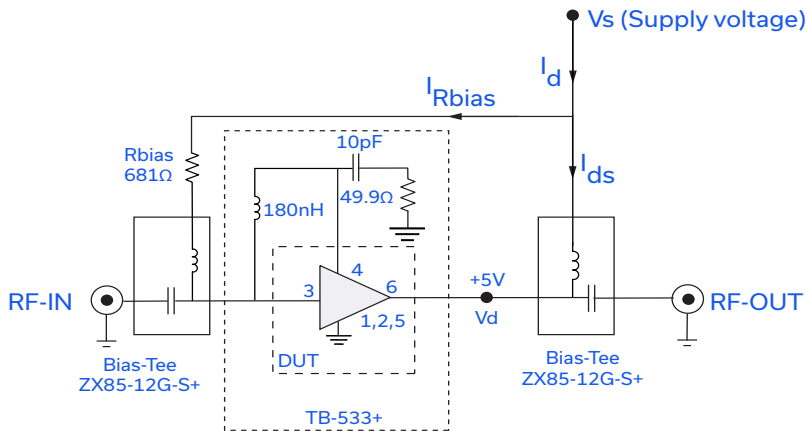 Vs (Supply voltage)
Id
IRbias
Rbias
681Ω
10pF
49.9Ω
180nH
Ids
4
3
6
1,2,5
DUT
+5V
Vd
RF-IN
RF-OUT
Bias-Tee
ZX85-12G-S+
Bias-Tee
ZX85-12G-S+
TB-533+